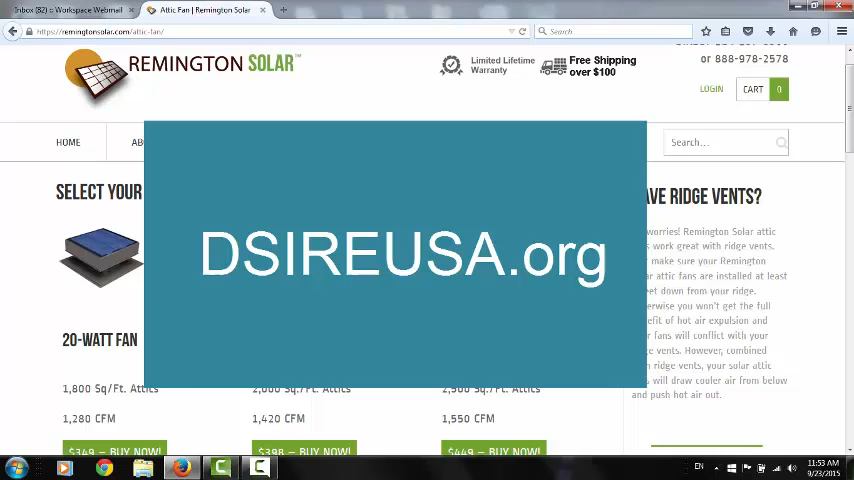 Inbox (82) :: Workspace Webmail
Attic Fan | Remington Solar
https://remingtonsolar.com/attic-fan/
Search
REMINGTON SOLAR™
Limited Lifetime
Warranty
Free Shipping
over $100
or 888-978-2578
LOGIN
CART
0
HOME
AB
Search...
SELECT YOUR
AVE RIDGE VENTS?
DSIREUSA.org
worries! Remington Solar attic
s work great with ridge vents.
make sure your Remington
ar attic fans are installed at least
eet down from your ridge.
erwise you won't get the full
efit of hot air expulsion and
r fans will conflict with your
ge vents. However, combined
ridge vents, your solar attic
s will draw cooler air from below
and push hot air out.
20-WATT FAN
1,800 Sq/Ft. Attics
2,000 Sq./Ft. Attics
2,500 Sq./Ft. Attics
1,280 CFM
1,420 CFM
1,550 CFM
$349 – BUY NOW!
$398 – BUY NOW!
$449 – BUY NOW!
EN
11:53 AM
9/23/2015